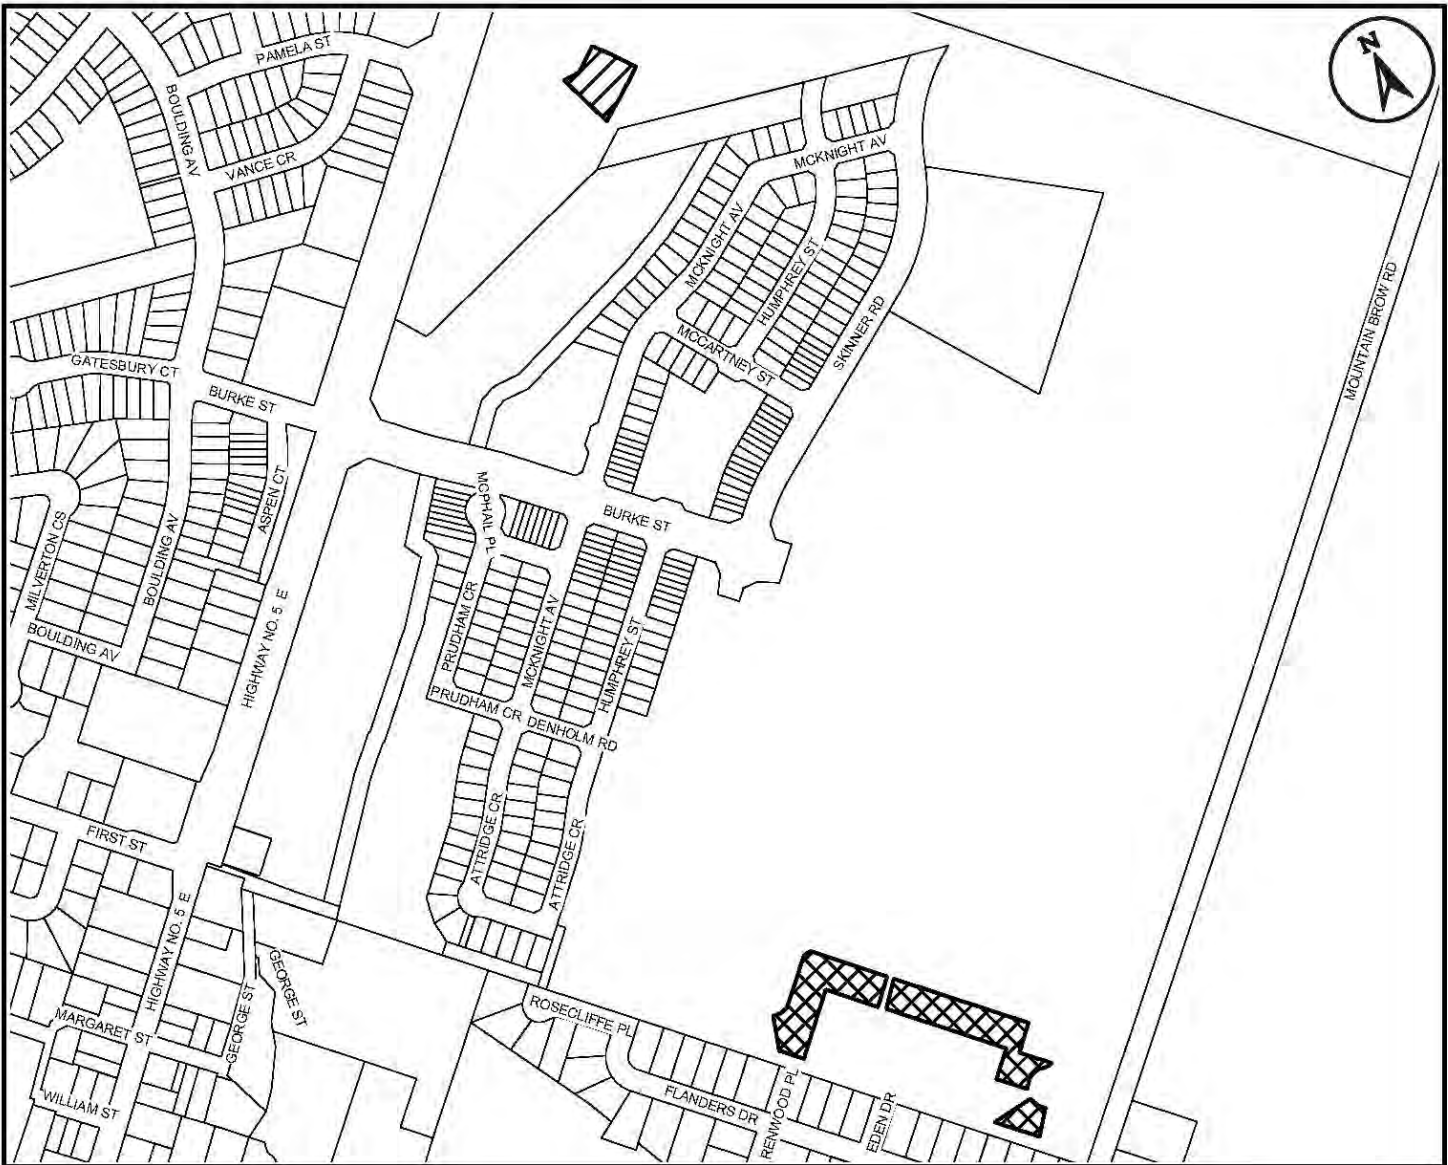 PAMELA ST
N
BOULDING AV
VANCE CR
MCKNIGHT AV
MCKNIGHT AV
HUMPHREY ST
SKINNER RD
MOUNTAIN BROW RD
MCCARTNEY ST
GATESBURY CT
BURKE ST
ASPEN CT
MCPHAIL PL
BURKE ST
MILVERTON CS
BOULDING AV
BOULDING AV
HIGHWAY NO. 5 E
PRUDHAM CR
MCKNIGHT AV
HUMPHREY ST
PRUDHAM CR
DENHOLM RD
FIRST ST
ATTRIDGE CR
ATTRIDGE CR
HIGHWAY NO. 5 E
GEORGE ST
GEORGE ST
ROSECLIFFE PL
MARGARET ST
WILLIAM ST
FLANDERS DR
RENWOOD PL
EDEN DR